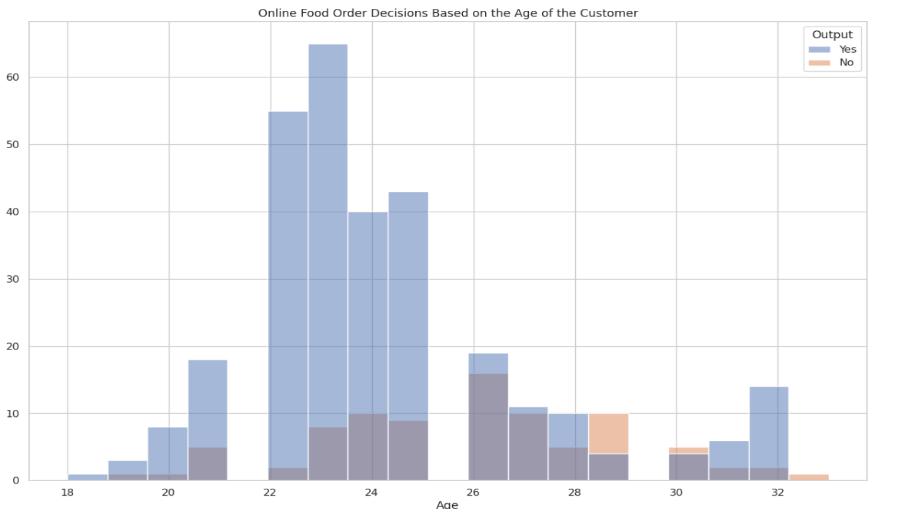 Online Food Order Decisions Based on the Age of the Customer
Output
Yes
No
60
50
40
30
20
10
0
18 20 22 24 26 28 30 32
Age